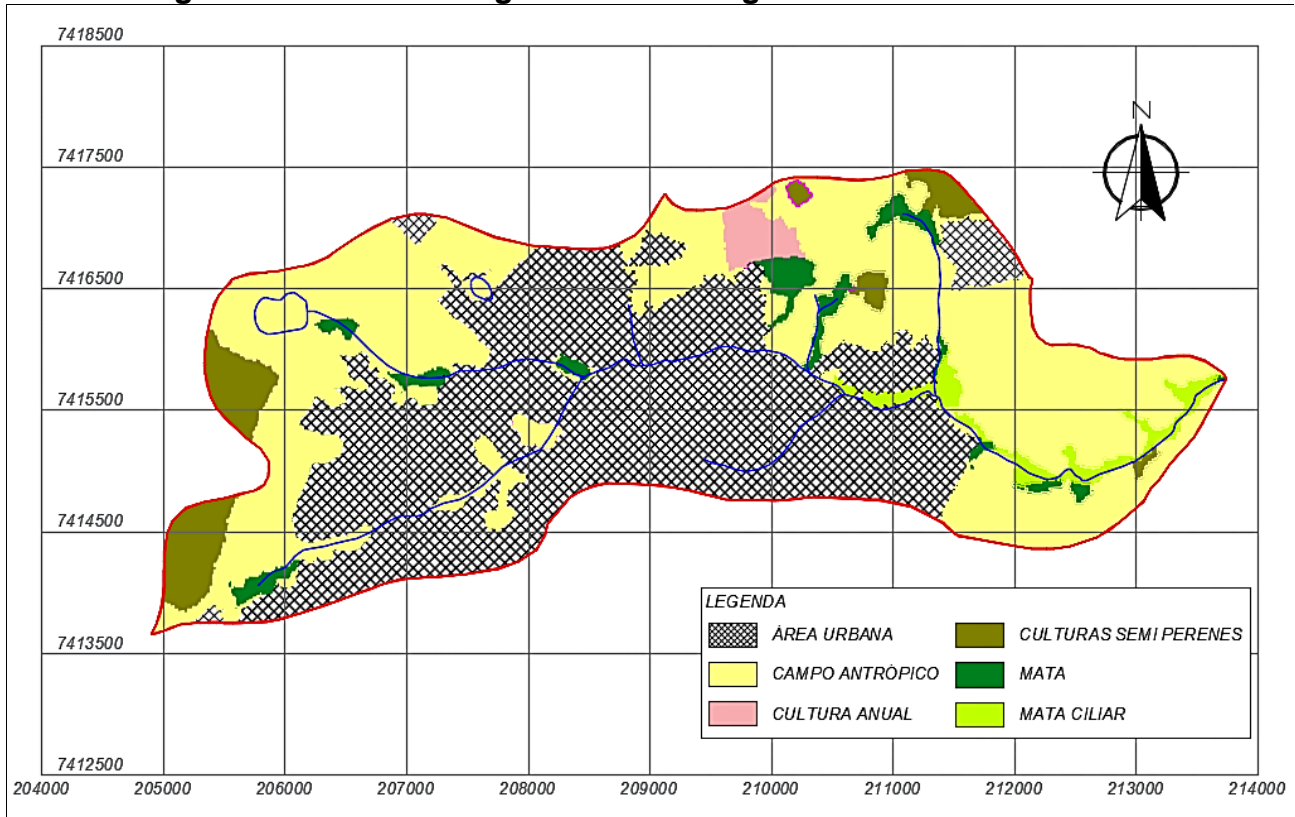 7418500
7417500
N
7416500
7415500
7414500
7413500
7412500
LEGENDA
ÁREA URBANA
CULTURAS SEMI PERENES
CAMPO ANTRÓPICO
MATA
CULTURA ANUAL
MATA CILIAR
204000 205000 206000 207000 208000 209000 210000 211000 212000 213000 214000